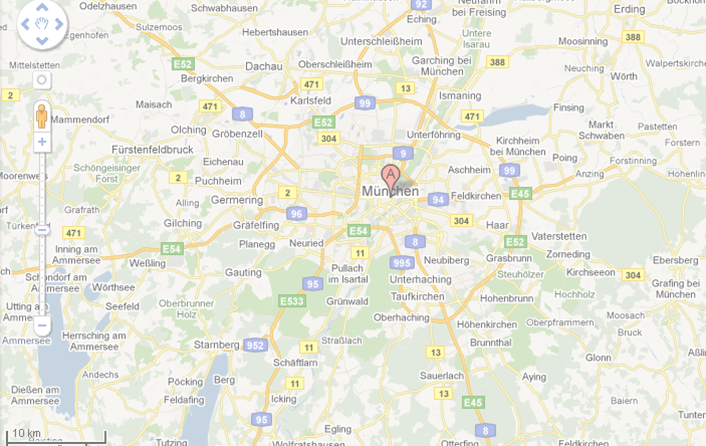 Odelzhausen
Schwabhausen
92
Neufahrn
bei Freising
Eching
Erding
Sulzemoos
Egenhofen
Hebertshausen
Unterschleißheim
Unterer
Isarau
Moosinning
388
Mittelstetten
E52
Dachau
Oberschleißheim
Garching bei
München
388
Walpertskirchen
Bergkirchen
Neuching
Wörth
2
471
13
Maisach
471
Karlsfeld
99
Ismaning
8
Mammendorf
E52
471
Finsing
Olching
Gröbenzell
304
Unterföhring
Markt
Schwaben
Pastetten
Forstern
Fürstenfeldbruck
9
Kirchheim
bei München
Eichenau
Poing
Forstinning
Schöngeisinger
Forst
2
Puchheim
Aschheim
99
Anzing
Hohenlinden
Moorenweis
A
München
Germering
2
94
Feldkirchen
E45
Türkenfeld
96
304
Grafrath
Gilching
Gräfelfing
E54
Haar
471
E54
Planegg
Neuried
8
E52
Vaterstetten
Inning am
Ammersee
Weßling
11
Neubiberg
Grasbrunn
Zorneding
Ebersberg
995
Gauting
Pullach
im Isartal
Steinhöhe
Kirchseeon
304
Schondorf am
Ammersee
Wörthsee
95
Unterhaching
Grafing bei
München
Oberbrunner
Holz
E533
Taufkirchen
Hohenbrunn
Hochholz
Utting am
Ammersee
Seefeld
Grünwald
Oberhaching
Höhenkirchen
Oberpframmern
Moosach
Herrsching am
Ammersee
Bruck
Straßlach
Brunnthal
Starnberg
952
11
13
Schäftlarn
Glonn
Andechs
Pöcking
Berg
11
Sauerlach
Aying
Dießen am
Ammersee
Feldafing
Icking
13
Baiern
E45
95
10 km
Egling
Tutzing
Wolfratshausen
Otterfing